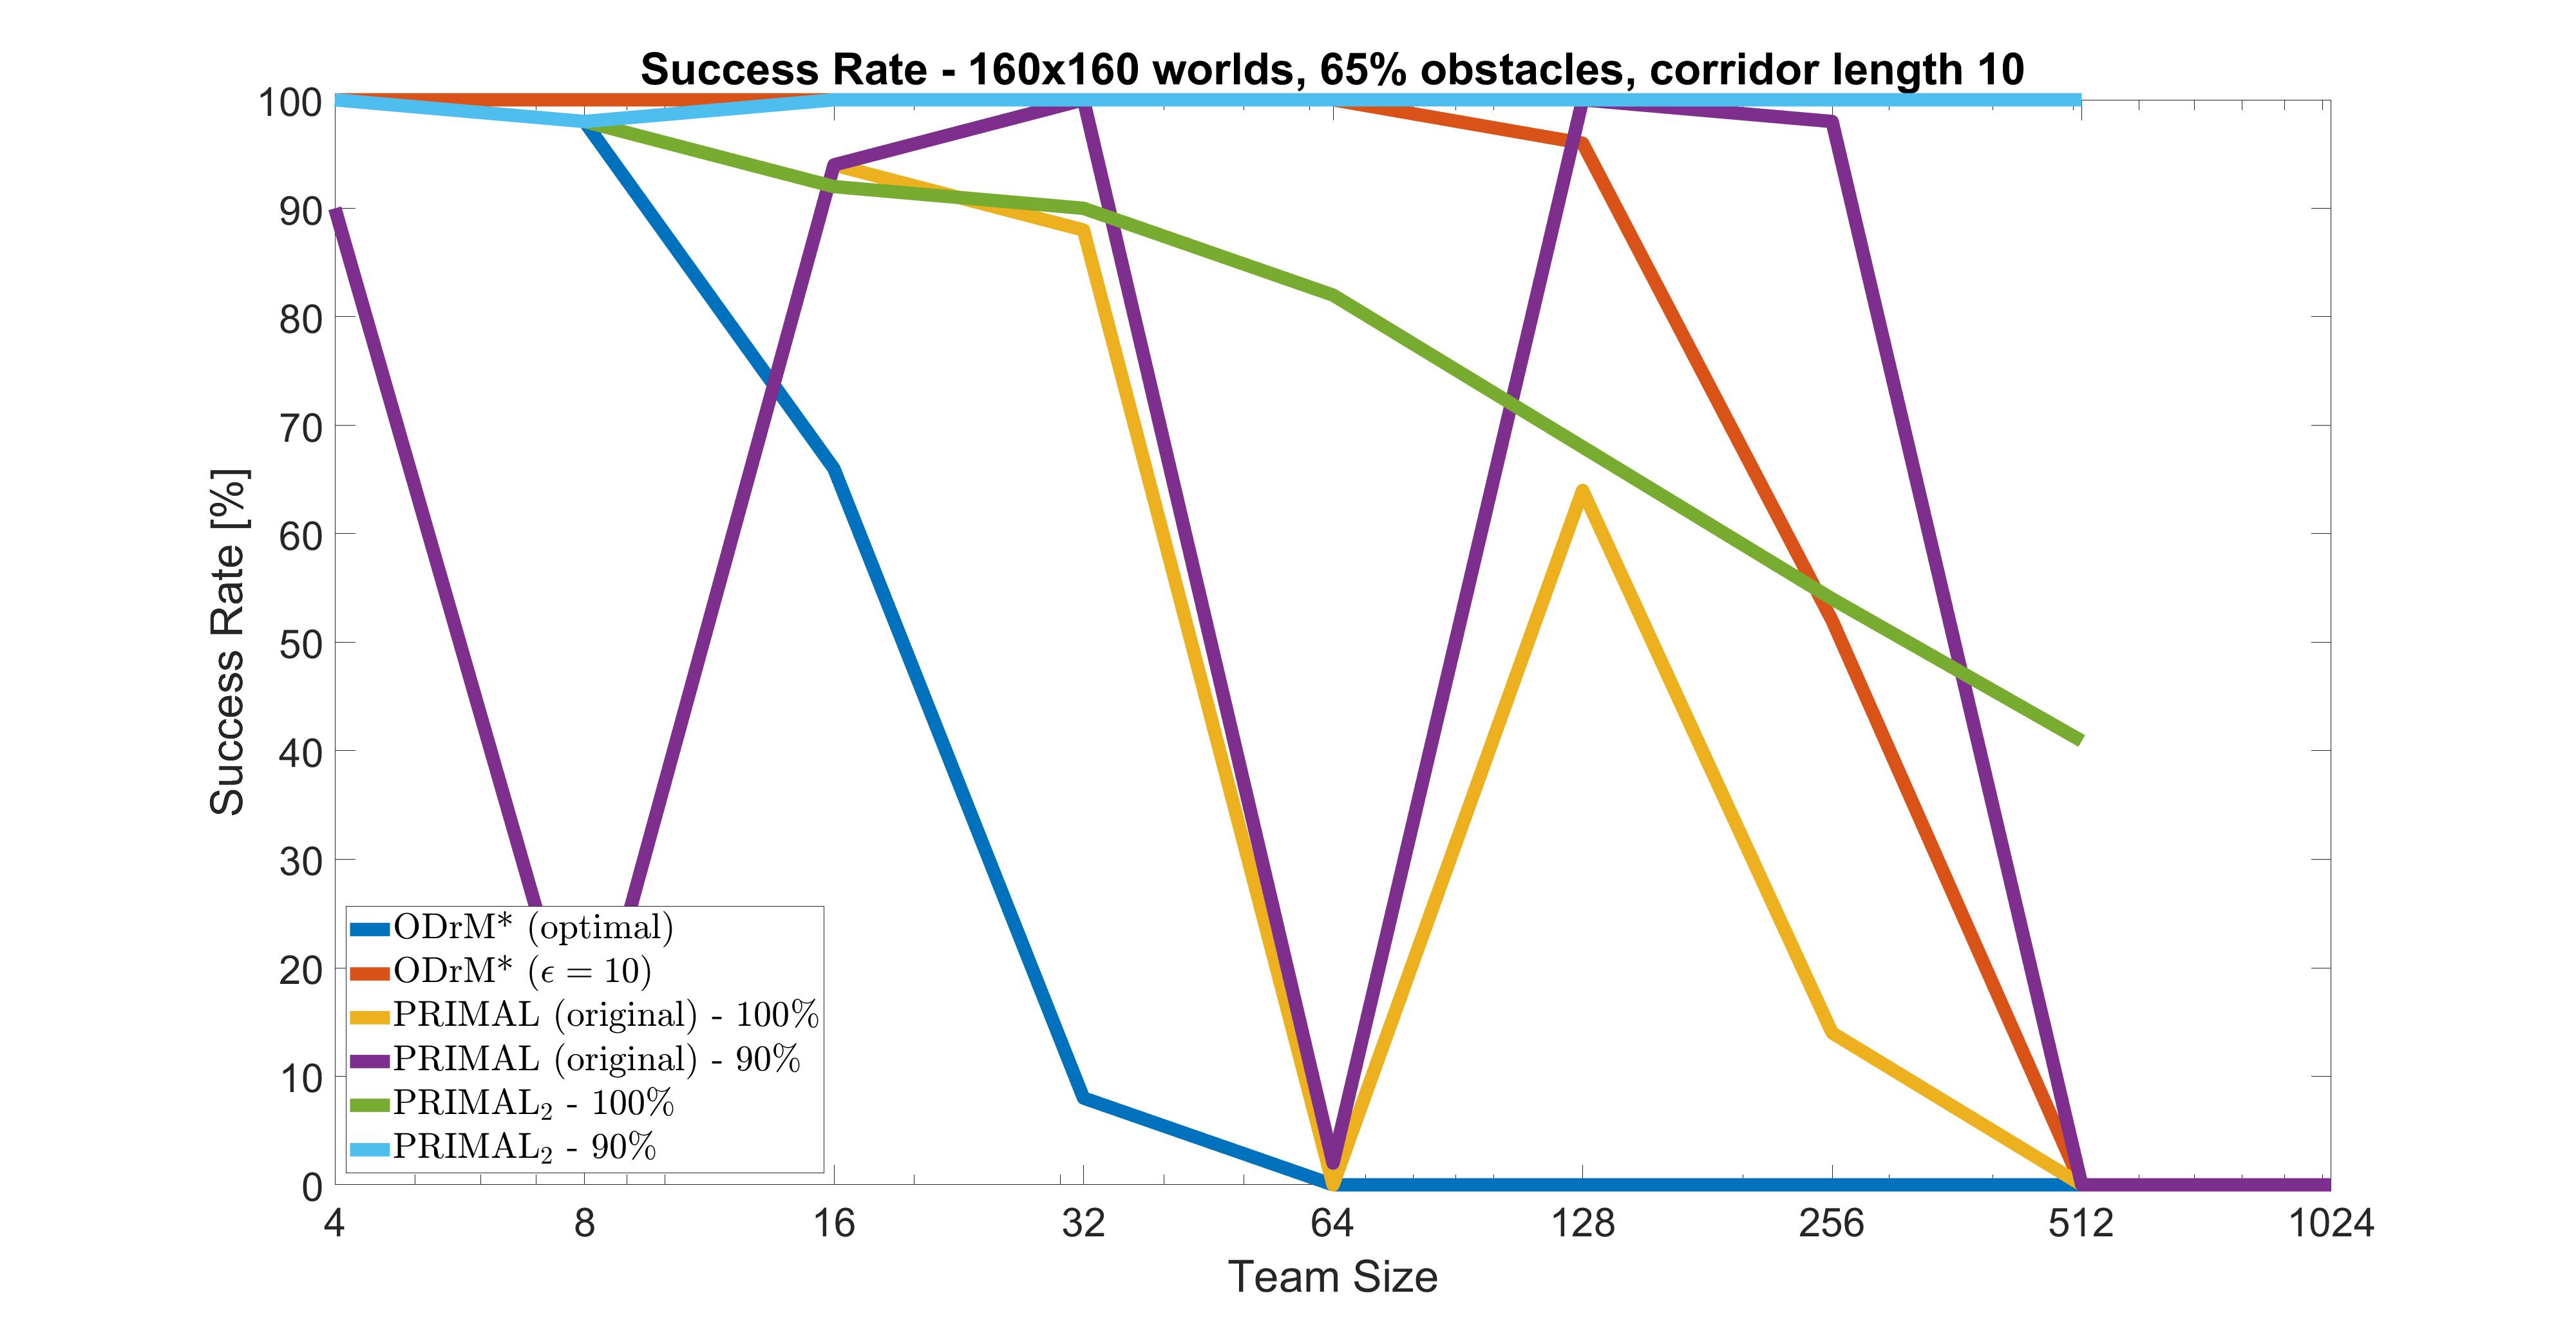 Success Rate - 160x160 worlds, 65% obstacles, corridor length 10
100
90
80
70
60
50
40
30
20
10
0
Success Rate [%]
ODrM* (optimal)
ODrM* (ϵ = 10)
PRIMAL (original) - 100%
PRIMAL (original) - 90%
PRIMAL₂ - 100%
PRIMAL₂ - 90%
4 8 16 32 64 128 256 512 1024
Team Size